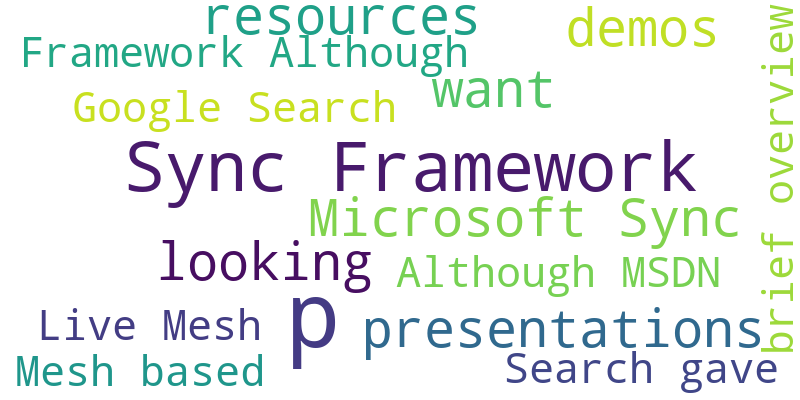 resources
demos
Framework Although
want
Google Search
brief overview
Sync Framework
Microsoft Sync
looking
Although MSDN
p
Live Mesh
presentations
Mesh based
Search gave